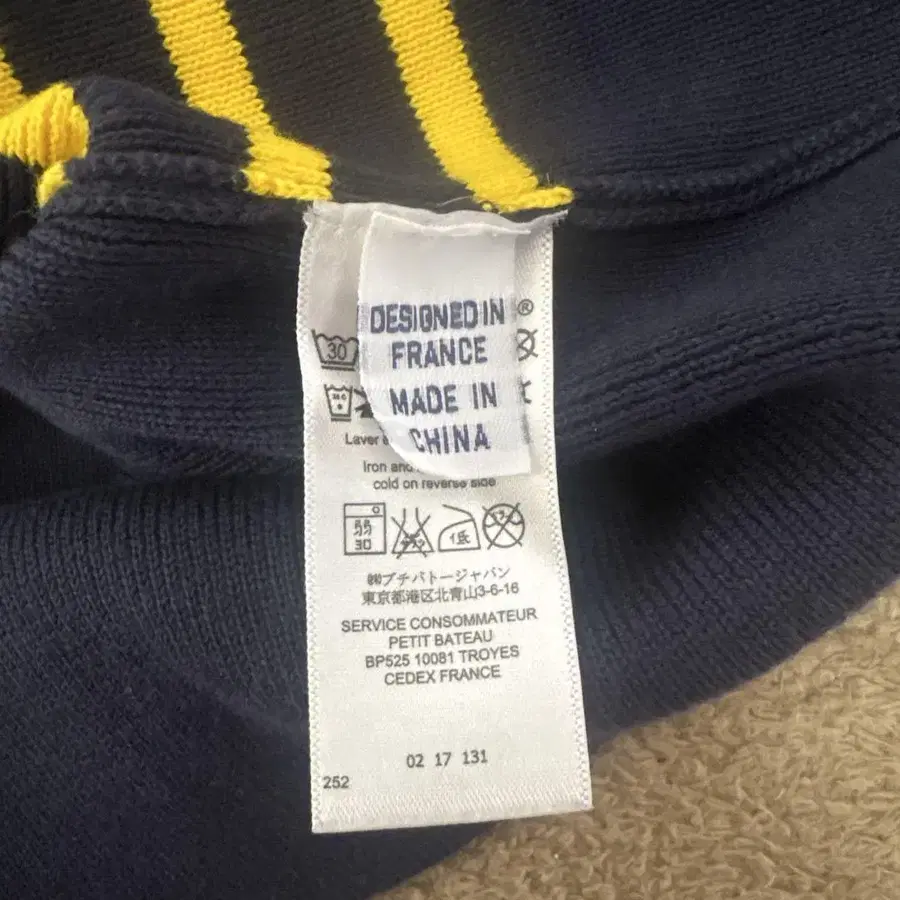 DESIGNED IN
FRANCE
MADE IN
CHINA
®
30
Laver
Iron and
cold on reverse side
30
低
㈱プチバトージャパン
東京都港区北青山3-6-16
SERVICE CONSOMMATEUR
PETIT BATEAU
BP525 10081 TROYES
CEDEX FRANCE
02 17 131
252